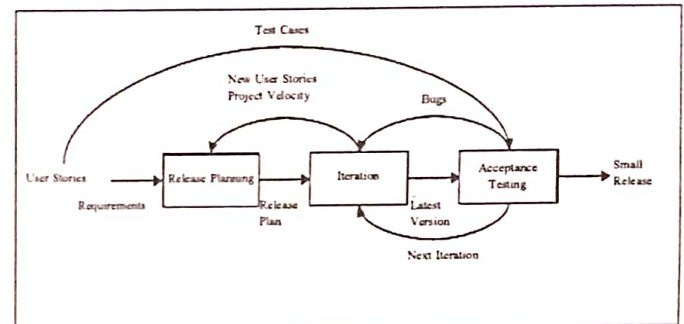 Test Cases
New User Stories
Project Velocity
Bugs
User Stories
Requirements
Release Planning
Release
Plan
Iteration
Latest
Version
Acceptance
Testing
Small
Release
Next Iteration